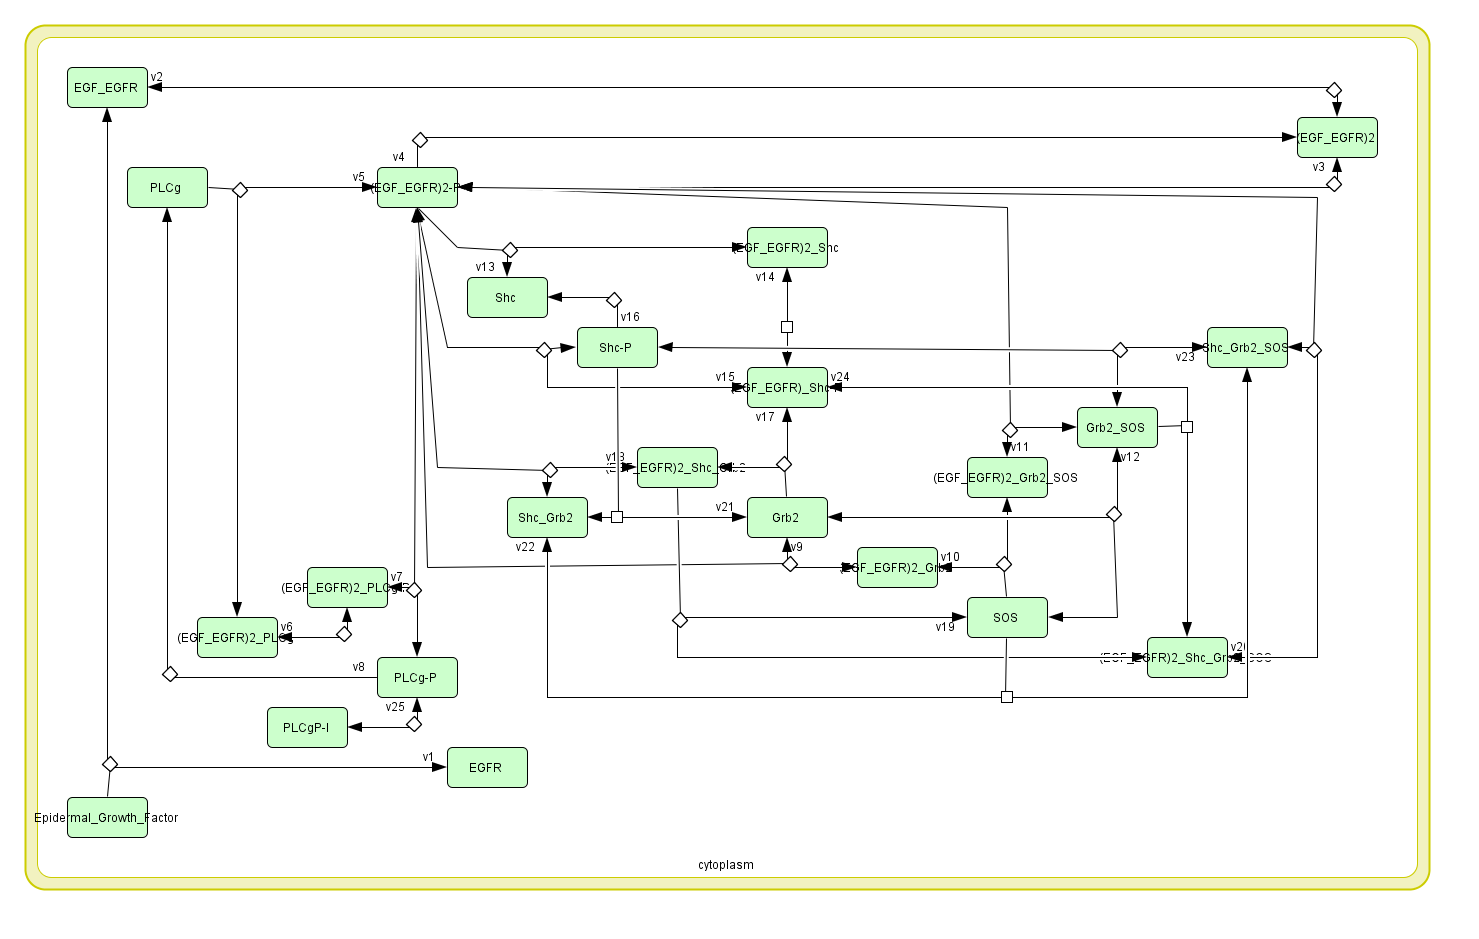 v2
EGF_EGFR
(EGF_EGFR)2
v4
v3
v5
PLCg
(EGF_EGFR)2-P
(EGF_EGFR)2_Shc
v13
v14
Shc
v16
Shc-P
v23
Shc_Grb2_SOS
v15
v24
(EGF_EGFR)_Shc-P
v17
Grb2_SOS
v11
v12
v18
(EGF_EGFR)2_Shc_Grb2
(EGF_EGFR)2_Grb2_SOS
v21
Shc_Grb2
Grb2
v22
v9
v10
(EGF_EGFR)2_Grb2
v7
(EGF_EGFR)2_PLCg-P
v6
(EGF_EGFR)2_PLCg
SOS
v19
v20
(EGF_EGFR)2_Shc_Grb2_SOS
v8
PLCg-P
v25
PLCgP-I
v1
EGFR
Epidermal_Growth_Factor
cytoplasm